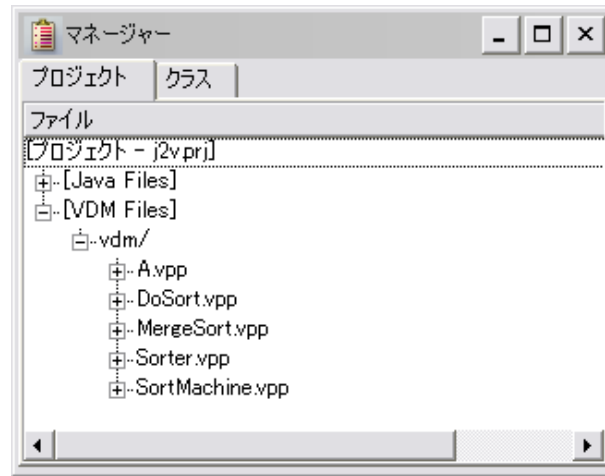 マネージャー
プロジェクト クラス
ファイル
[プロジェクト - j2v.prj]
[Java Files]
[VDM Files]
vdm/
A.vpp
DoSort.vpp
MergeSort.vpp
Sorter.vpp
SortMachine.vpp